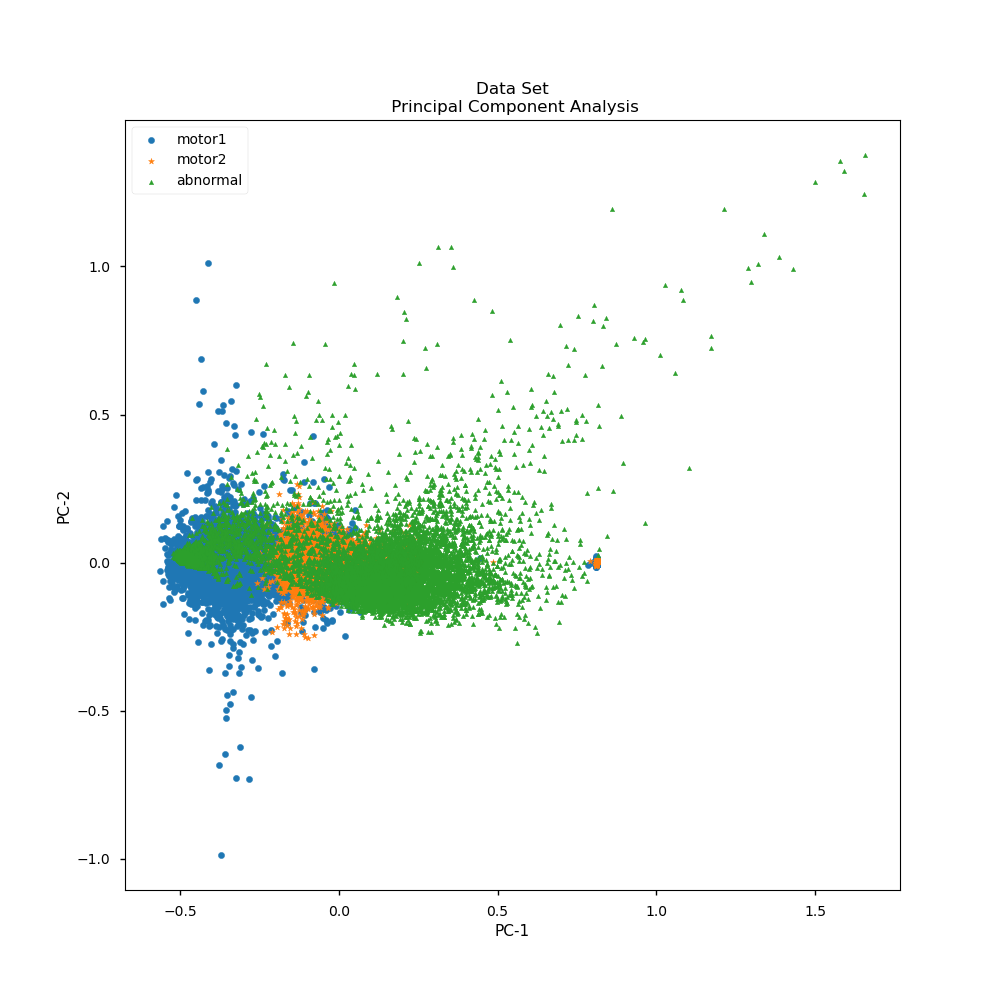 Data Set
Principal Component Analysis
motor1
motor2
abnormal
PC-2
1.0
0.5
0.0
−0.5
−1.0
−0.5
0.0
0.5
1.0
1.5
PC-1